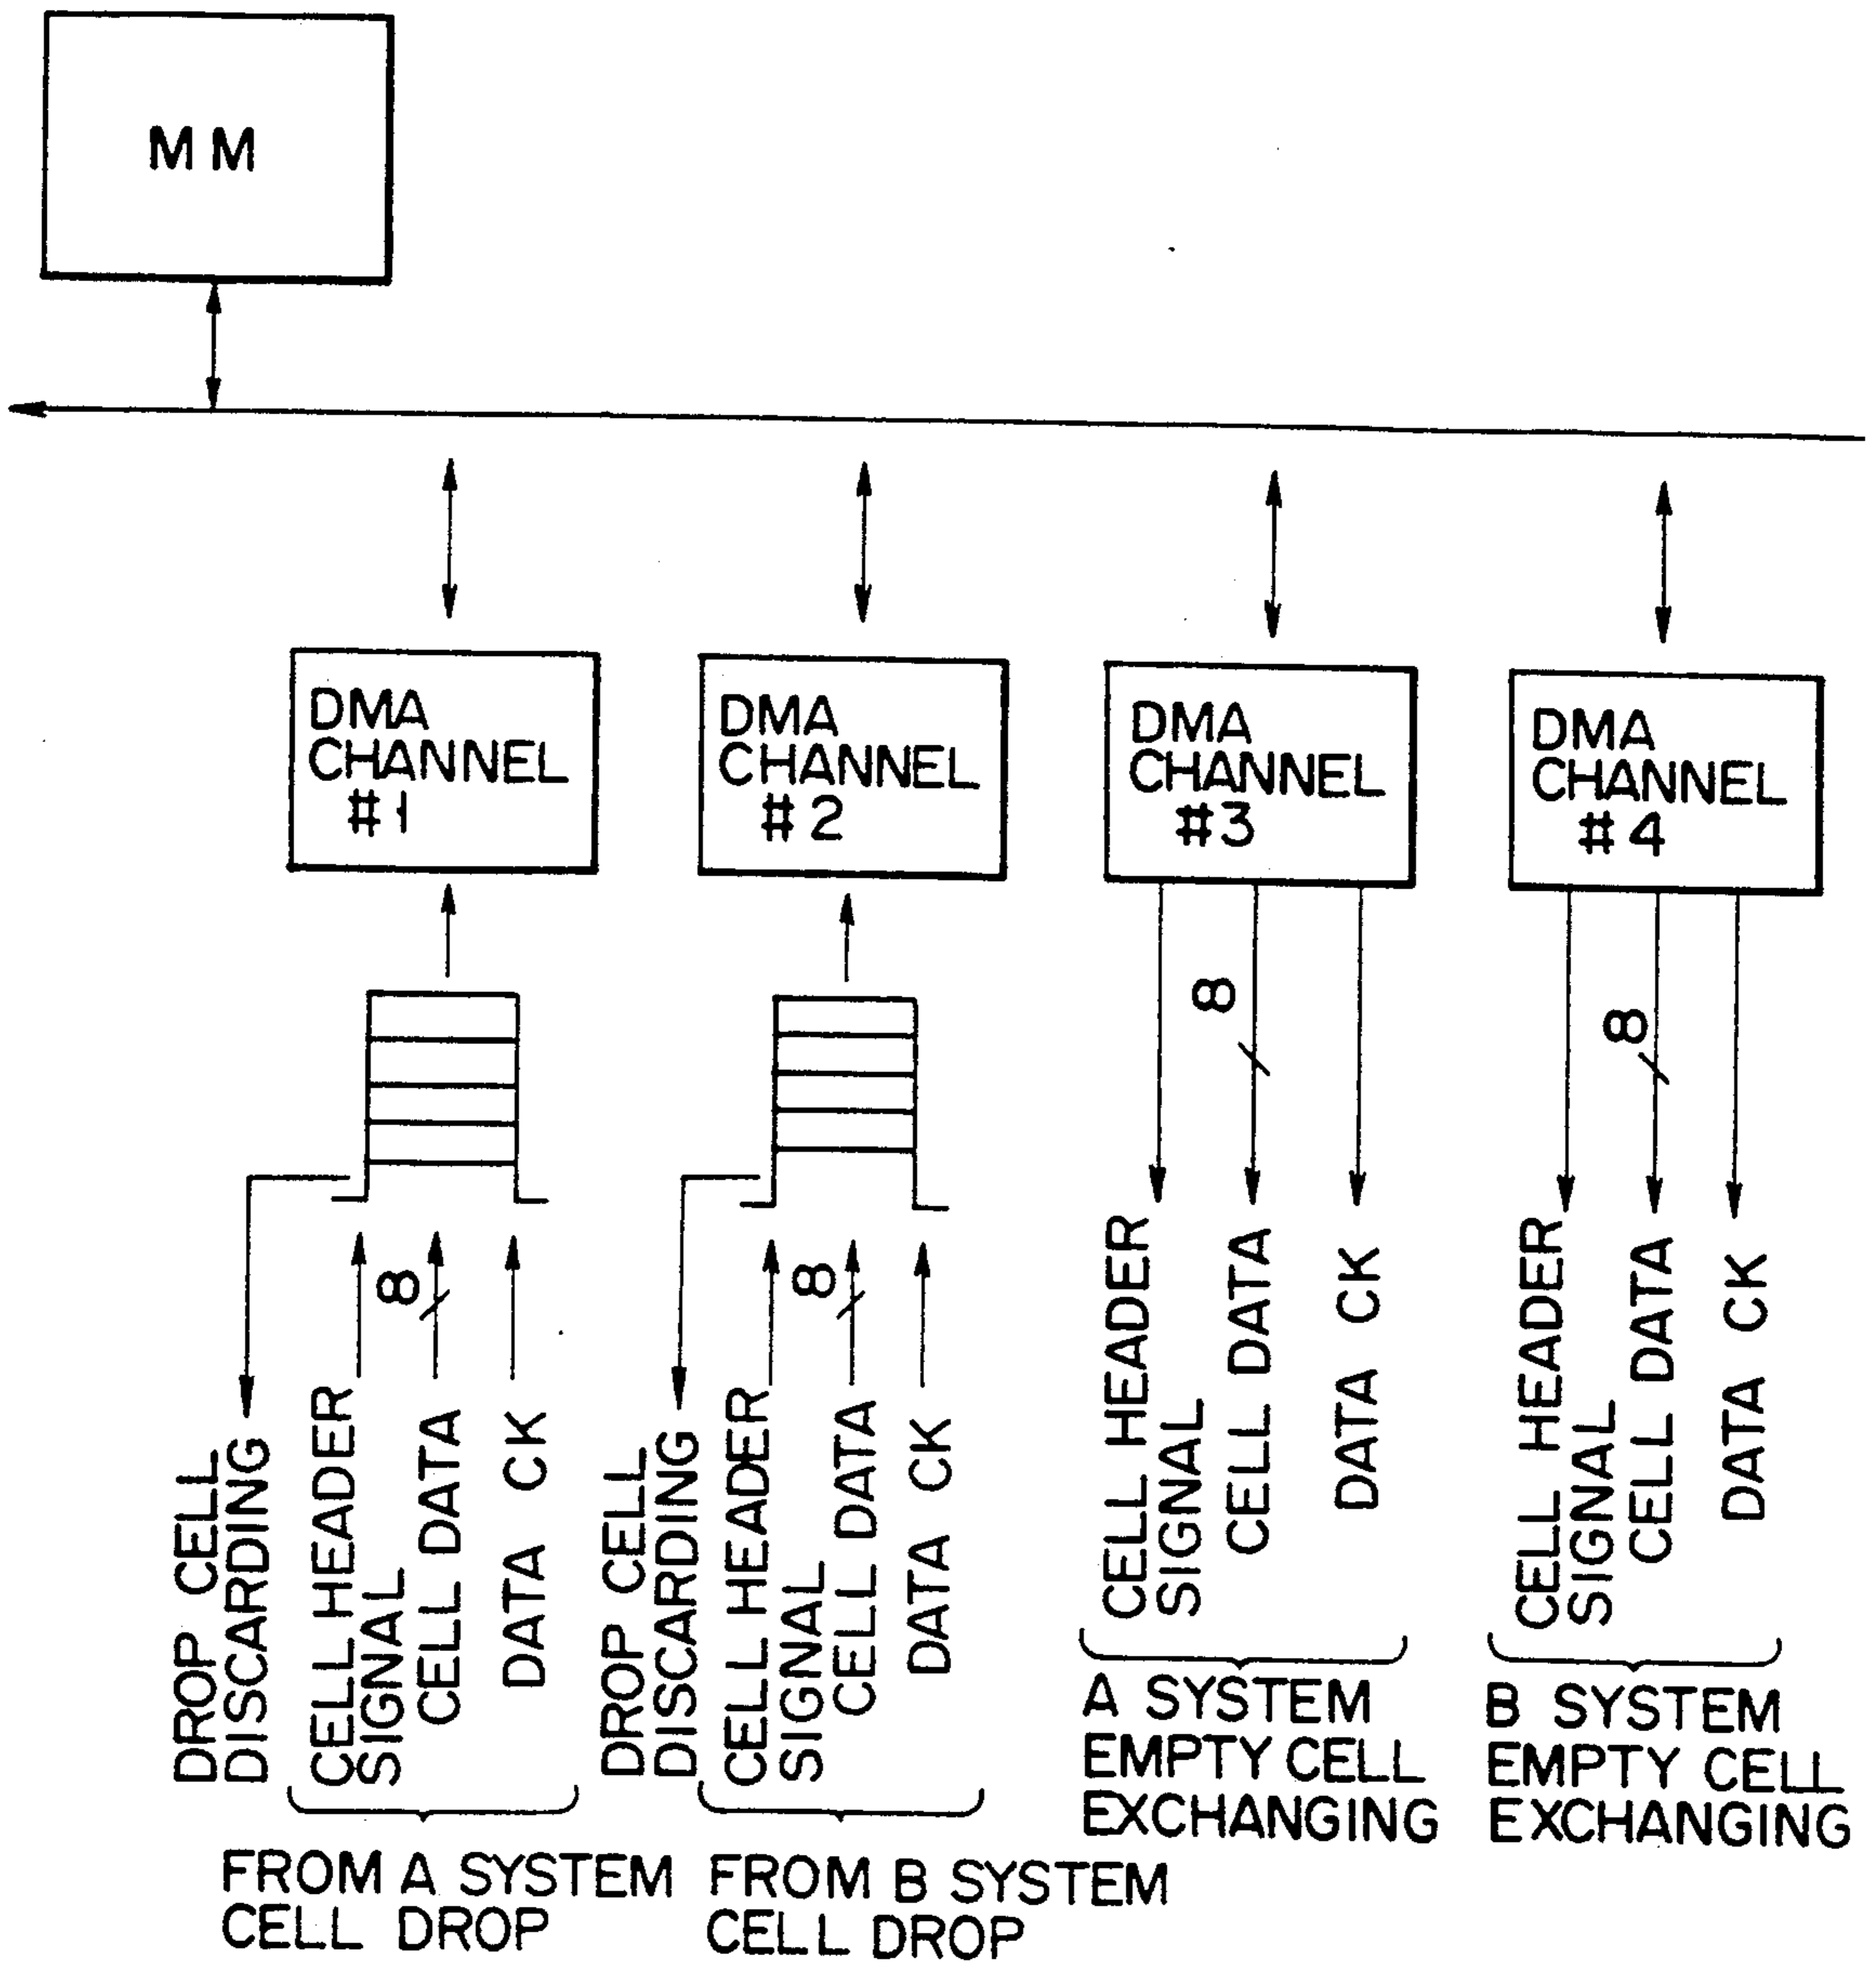 MM
DMA
CHANNEL
#1
DMA
CHANNEL
#2
DMA
CHANNEL
#3
DMA
CHANNEL
#4
8
8
8
8
DROP CELL
DISCARDING
CELL HEADER
SIGNAL
CELL DATA
DATA CK
DROP CELL
DISCARDING
CELL HEADER
SIGNAL
CELL DATA
DATA CK
CELL HEADER
SIGNAL
CELL DATA
DATA CK
CELL HEADER
SIGNAL
CELL DATA
DATA CK
FROM A SYSTEM
CELL DROP
FROM B SYSTEM
CELL DROP
A SYSTEM
EMPTY CELL
EXCHANGING
B SYSTEM
EMPTY CELL
EXCHANGING